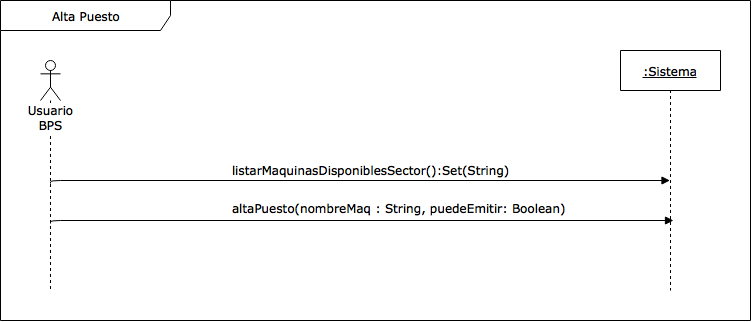 Alta Puesto
:Sistema
Usuario
BPS
listarMaquinasDisponiblesSector():Set(String)
altaPuesto(nombreMaq : String, puedeEmitir: Boolean)